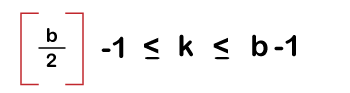 [b/2] -1 ≤ k ≤ b-1